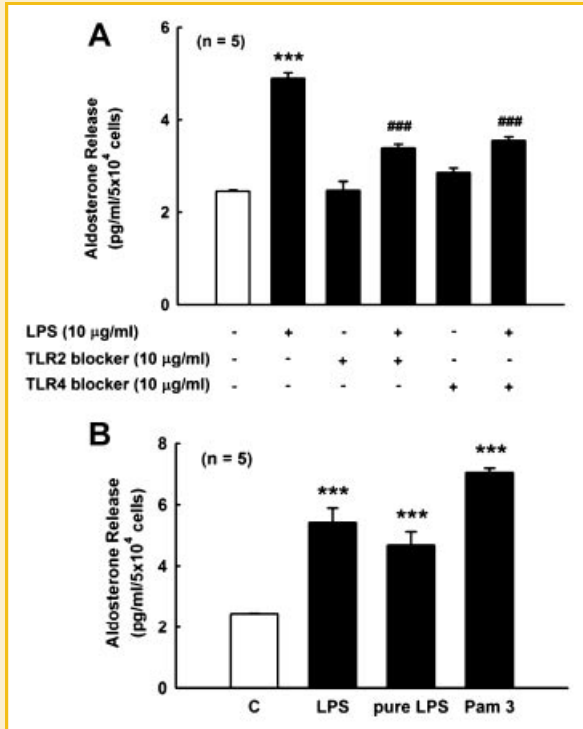 A
(n = 5)
***
###
###
6
4
2
0
Aldosterone Release
(pg/ml/5x10⁴ cells)
LPS (10 μg/ml) - + - + - +
TLR2 blocker (10 μg/ml) - - + + - -
TLR4 blocker (10 μg/ml) - - - - + +
B
(n = 5)
***
***
***
8
6
4
2
0
Aldosterone Release
(pg/ml/5x10⁴ cells)
C LPS pure LPS Pam 3